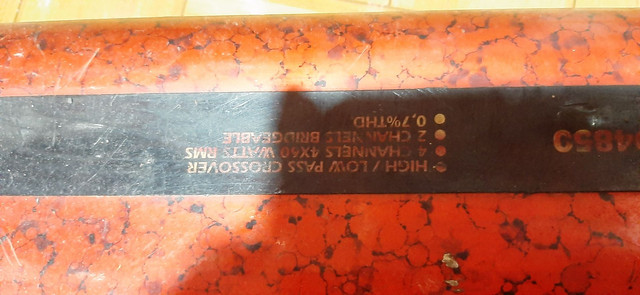 • HIGH / LOW PASS CROSSOVER
• 4 CHANNELS 4X60 WATTS RMS
• 2 CHANNELS BRIDGEABLE
• 0,7%THD